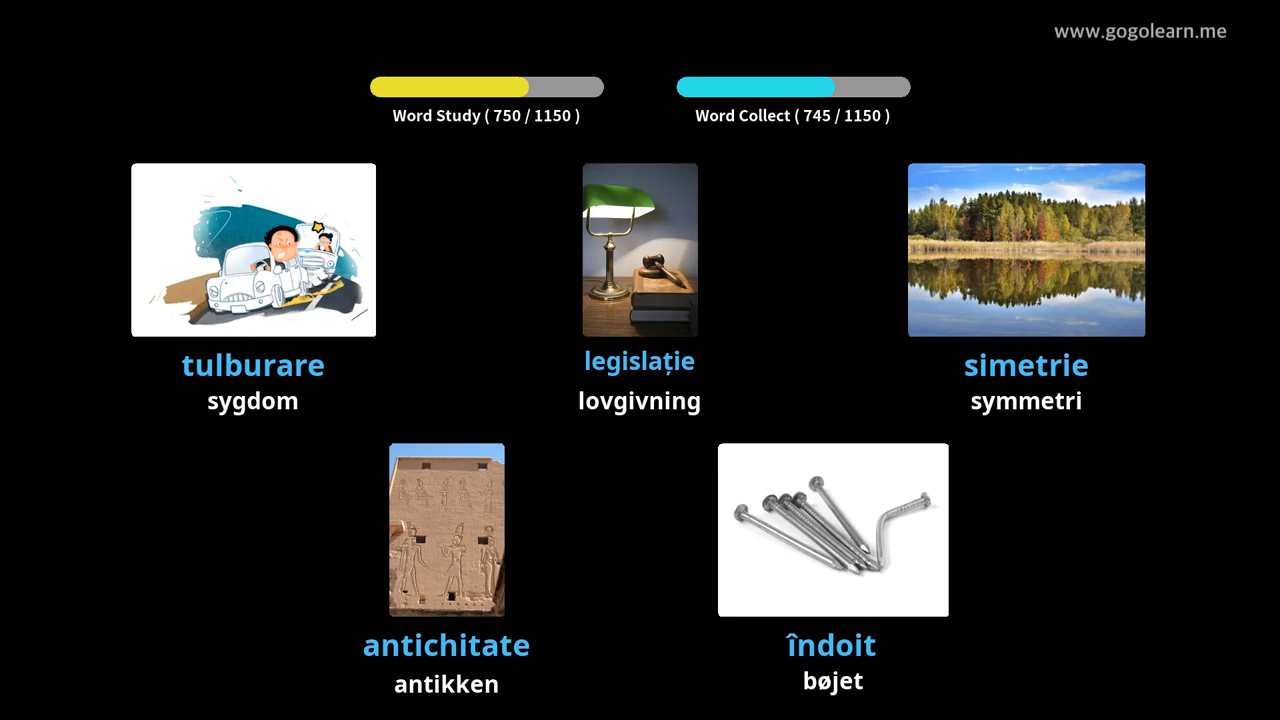 www.gogolearn.me
Word Study ( 750 / 1150 )
Word Collect ( 745 / 1150 )
tulburare
sygdom
legislație
lovgivning
simetrie
symmetri
antichitate
antikken
îndoit
bøjet